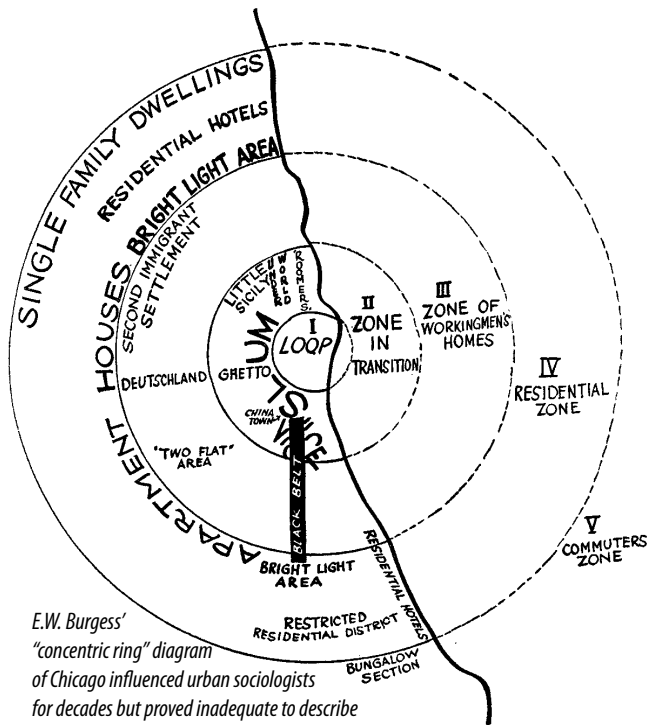 SINGLE FAMILY DWELLINGS
RESIDENTIAL HOTELS
BRIGHT LIGHT AREA
SECOND IMMIGRANT
SETTLEMENT
APARTMENT HOUSES
LITTLE
SICILY
UNDER
WORLD
ROOMERS
I
LOOP
II
ZONE
IN
TRANSITION
III
ZONE OF
WORKINGMEN'S
HOMES
IV
RESIDENTIAL
ZONE
V
COMMUTERS
ZONE
DEUTSCHLAND
GHETTO
SLUM
CHINA
TOWN
VICE
"TWO FLAT"
AREA
BLACK BELT
BRIGHT LIGHT
AREA
RESIDENTIAL HOTELS
RESTRICTED
RESIDENTIAL DISTRICT
BUNGALOW
SECTION
E.W. Burgess’
“concentric ring” diagram
of Chicago influenced urban sociologists
for decades but proved inadequate to describe